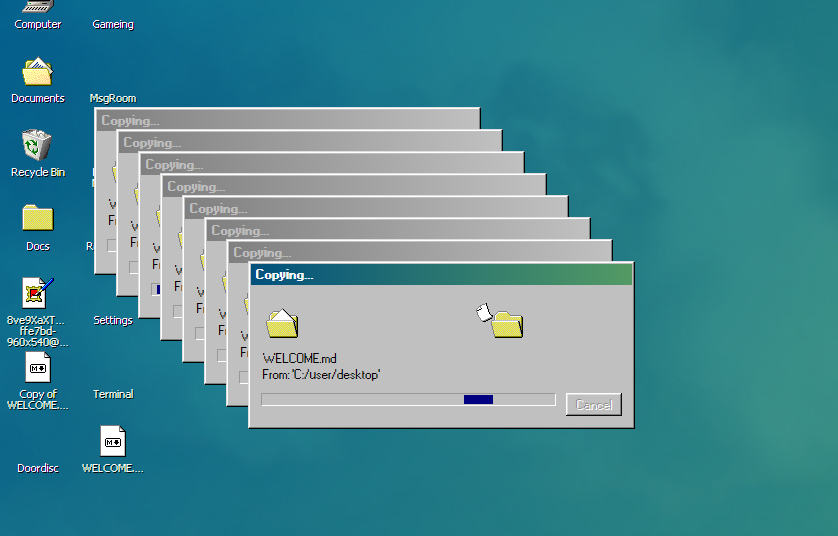 Computer
Gameing
Documents
MsgRoom
Recycle Bin
Docs
8ve9XaXT...
ffe7bd-
960x540@...
Settings
Copy of
WELCOME....
Terminal
Doordisc
WELCOME....
Copying...
Copying...
Copying...
Copying...
Copying...
Copying...
Copying...
Copying...
WELCOME.md
From: 'C:/user/desktop'
Cancel